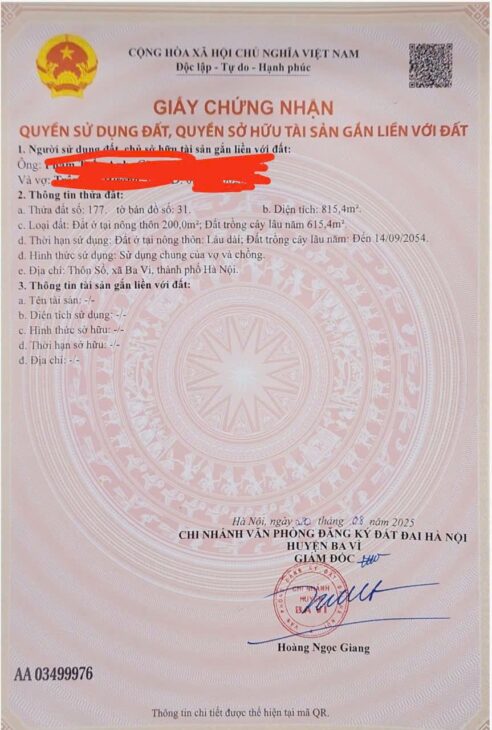 CỘNG HÒA XÃ HỘI CHỦ NGHĨA VIỆT NAM
Độc lập - Tự do - Hạnh phúc
GIẤY CHỨNG NHẬN
QUYỀN SỬ DỤNG ĐẤT, QUYỀN SỞ HỮU TÀI SẢN GẮN LIỀN VỚI ĐẤT
1. Người sử dụng đất, chủ sở hữu tài sản gắn liền với đất:
Ông:
Và vợ:
2. Thông tin thửa đất:
a. Thửa đất số: 177. tờ bản đồ số: 31. b. Diện tích: 815,4m².
c. Loại đất: Đất ở tại nông thôn 200,0m²; Đất trồng cây lâu năm 615,4m².
d. Thời hạn sử dụng: Đất ở tại nông thôn: Lâu dài; Đất trồng cây lâu năm: Đến 14/09/2054.
đ. Hình thức sử dụng: Sử dụng chung của vợ và chồng.
e. Địa chỉ: Thôn Số, xã Ba Vì, thành phố Hà Nội.
3. Thông tin tài sản gắn liền với đất:
a. Tên tài sản: -/-
b. Diện tích sử dụng: -/-
c. Hình thức sở hữu: -/-
d. Thời hạn sở hữu: -/-
đ. Địa chỉ: -/-
Hà Nội, ngày 20 tháng 08 năm 2025
CHI NHÁNH VĂN PHÒNG ĐĂNG KÝ ĐẤT ĐAI HÀ NỘI
HUYỆN BA VÌ
GIÁM ĐỐC
CHI NHÁNH
HUYỆN
BA VÌ
Hoàng Ngọc Giang
AA 03499976
Thông tin chi tiết được thể hiện tại mã QR.